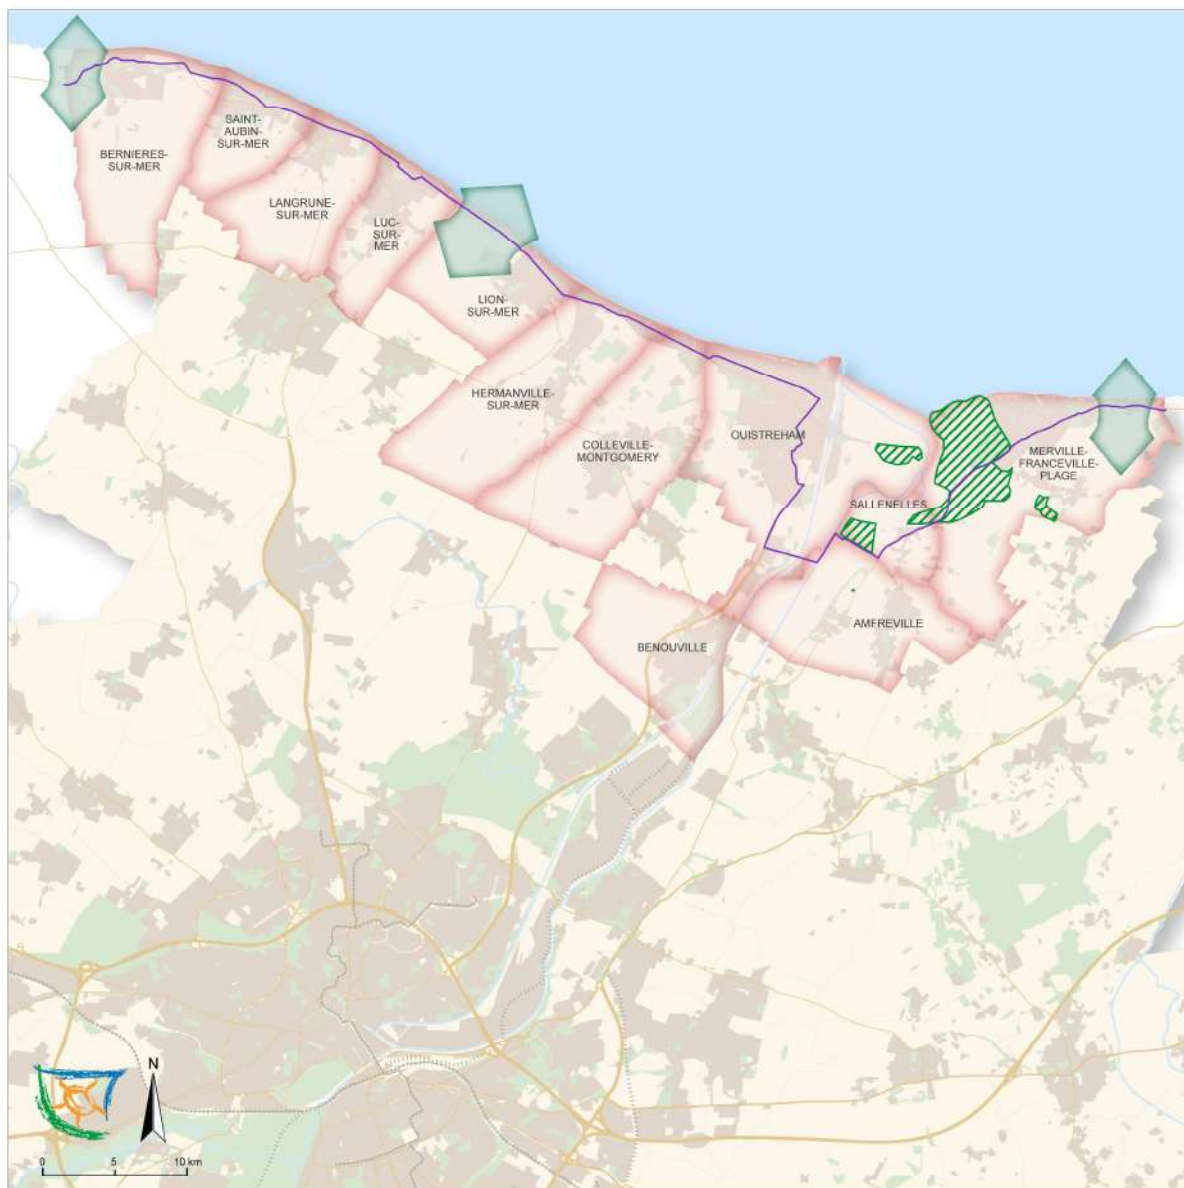 SAINT-
AUBIN-
SUR-MER
BERNIERES-
SUR-MER
LANGRUNE-
SUR-MER
LUC-
SUR-
MER
LION-
SUR-MER
HERMANVILLE-
SUR-MER
COLLEVILLE-
MONTGOMERY
OUISTREHAM
MERVILLE-
FRANCEVILLE-
PLAGE
SALLENELLES
AMFREVILLE
BENOUVILLE
N
0 5 10 km